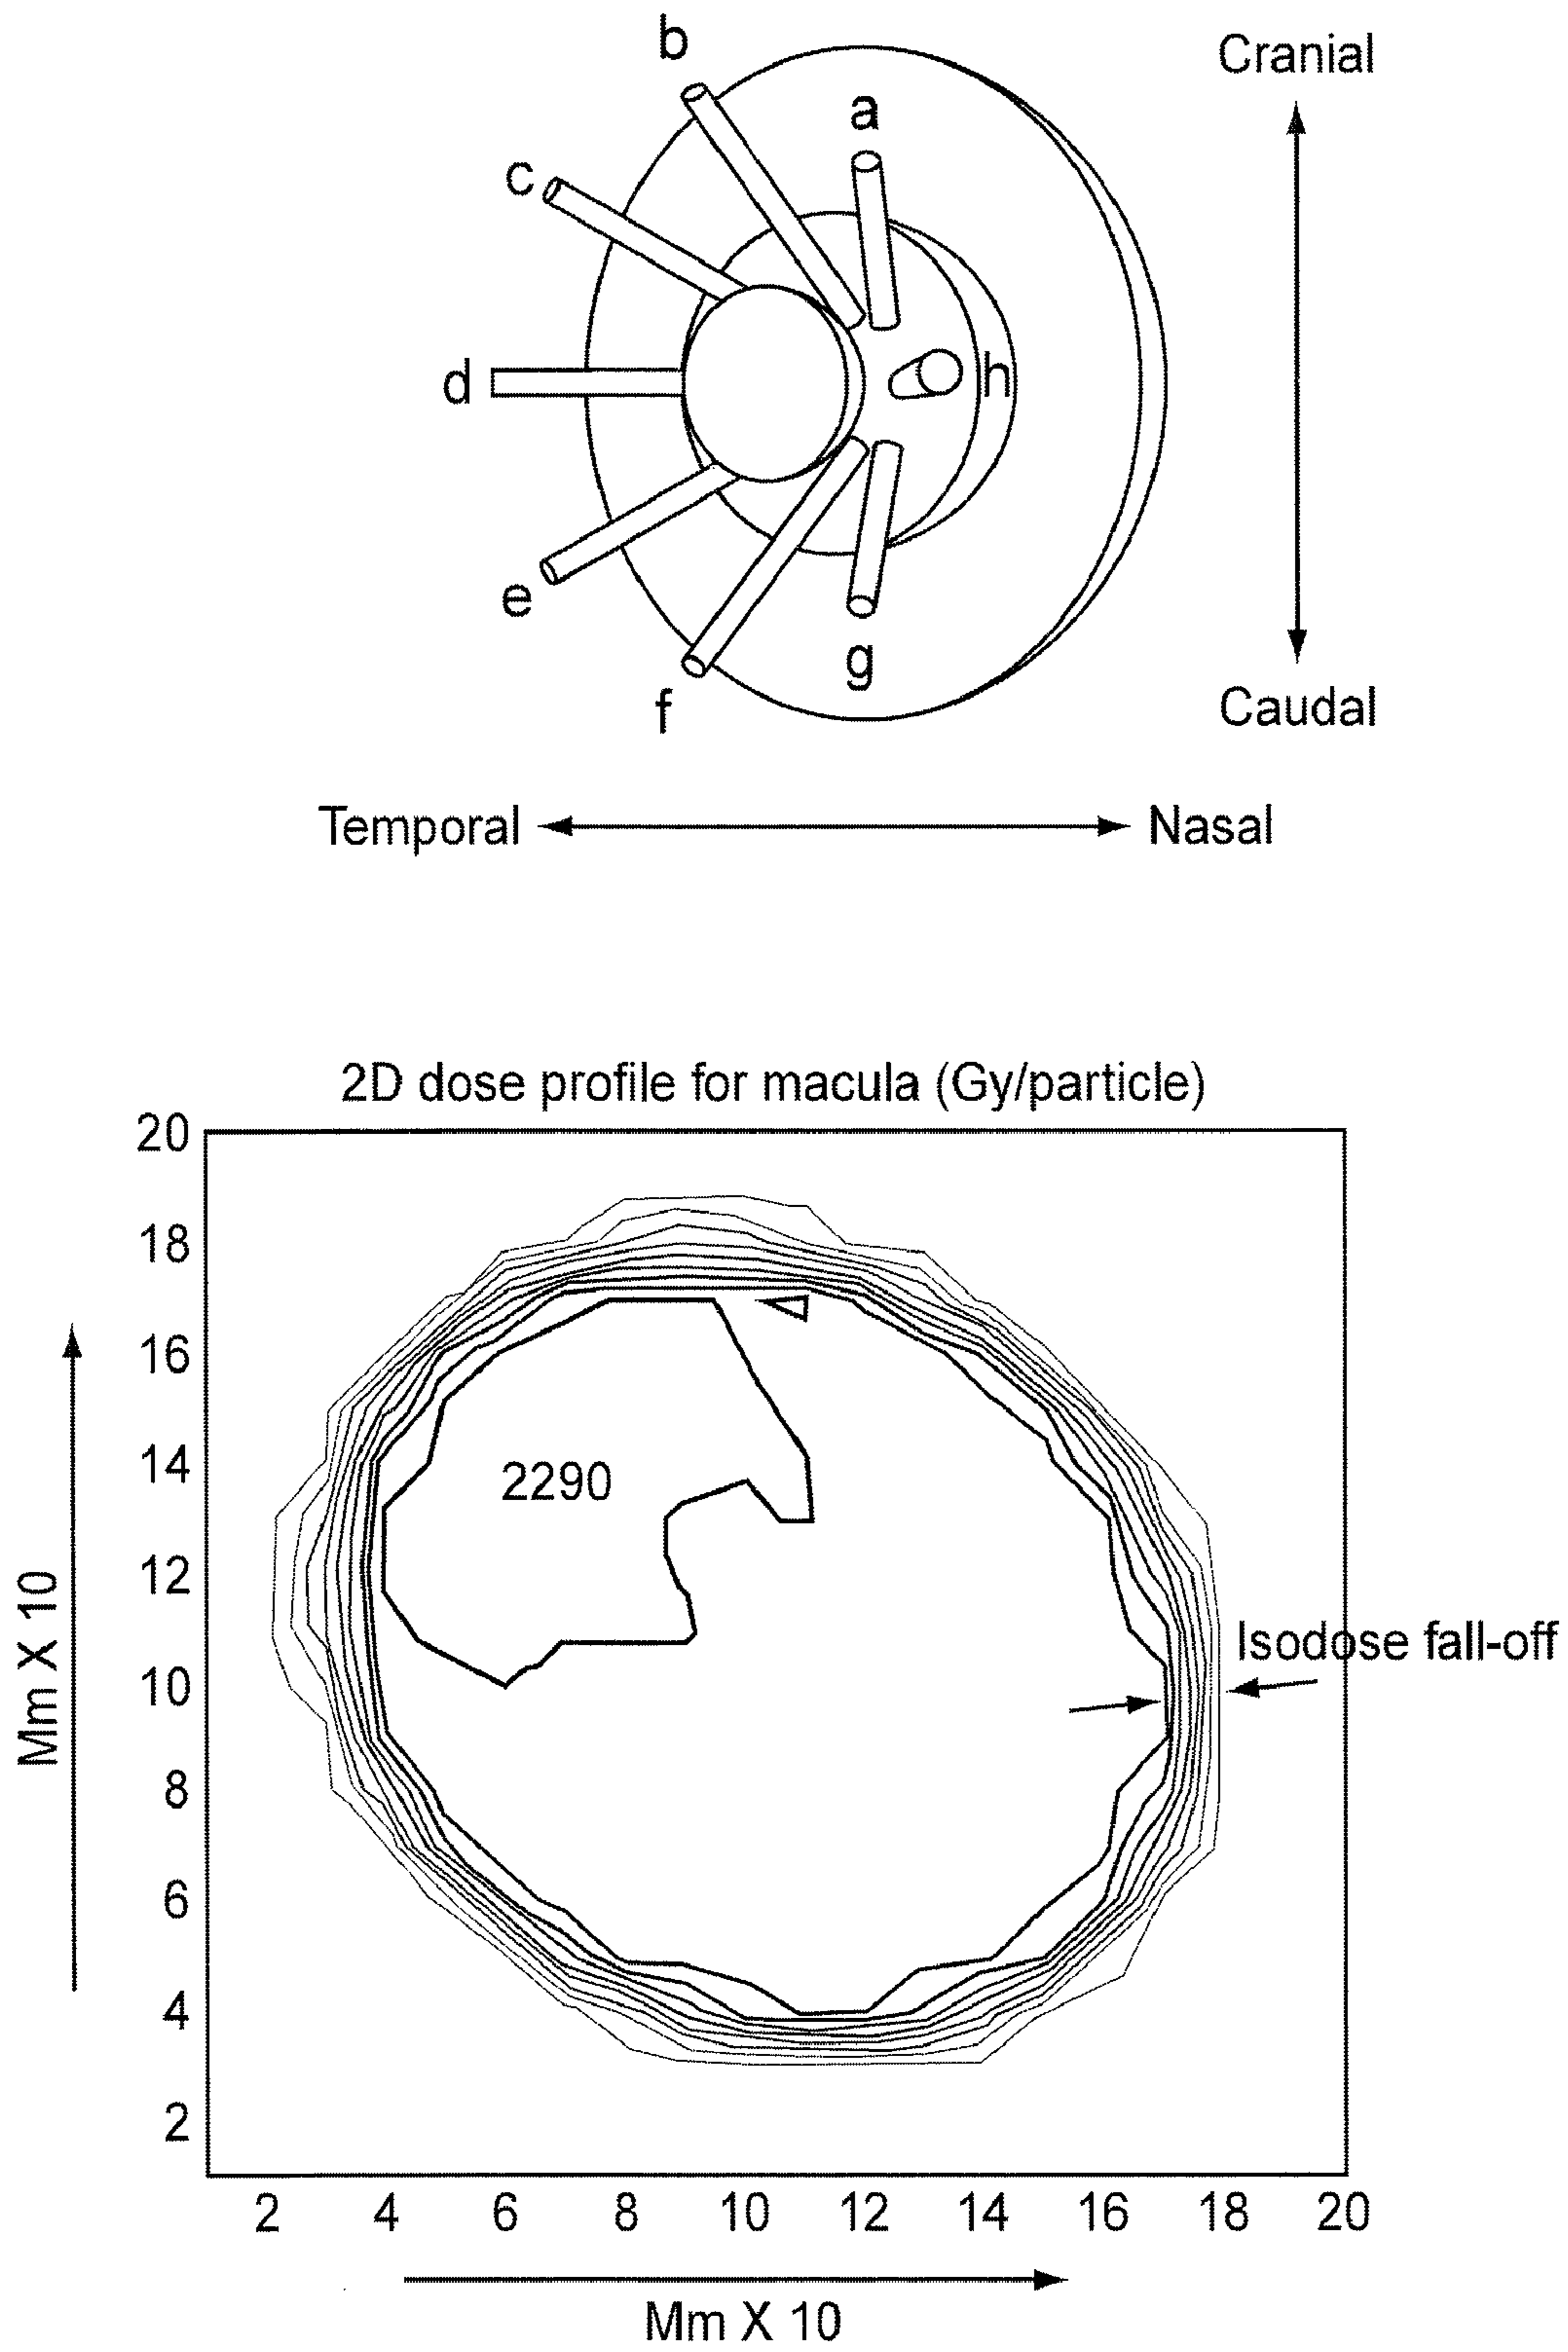 b
Cranial
a
c
d
h
e
g
f
Caudal
Temporal
Nasal
2D dose profile for macula (Gy/particle)
20
18
16
14
2290
12
Isodose fall-off
10
8
6
4
2
Mm X 10
2 4 6 8 10 12 14 16 18 20
Mm X 10